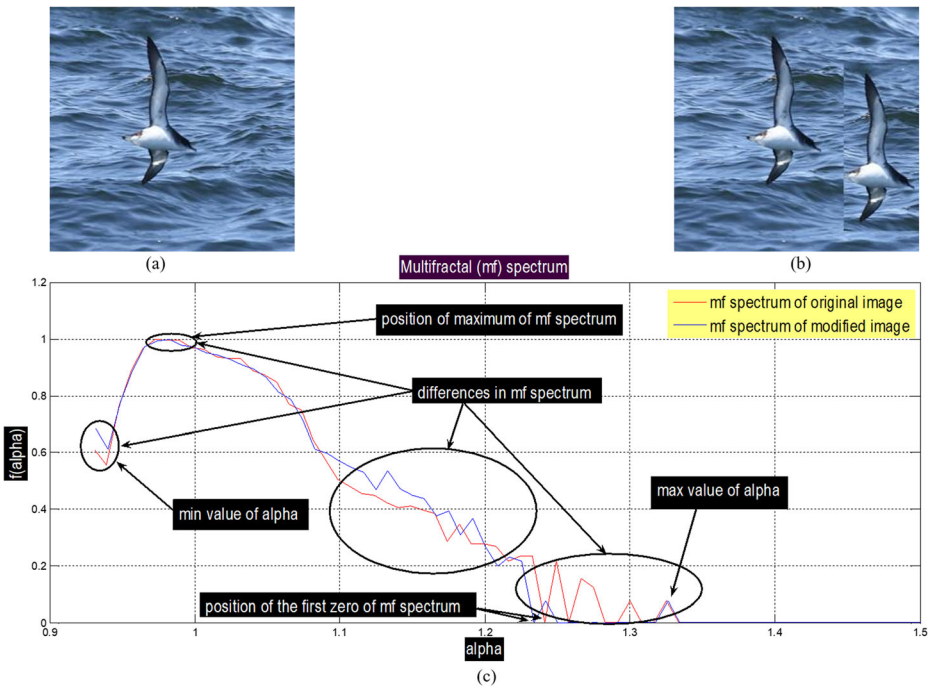 (a)
(b)
Multifractal (mf) spectrum
1.2
mf spectrum of original image
mf spectrum of modified image
position of maximum of mf spectrum
1
differences in mf spectrum
0.8
f(alpha)
0.6
max value of alpha
min value of alpha
0.4
0.2
position of the first zero of mf spectrum
0
0.9 1 1.1 1.2 1.3 1.4 1.5
alpha
(c)